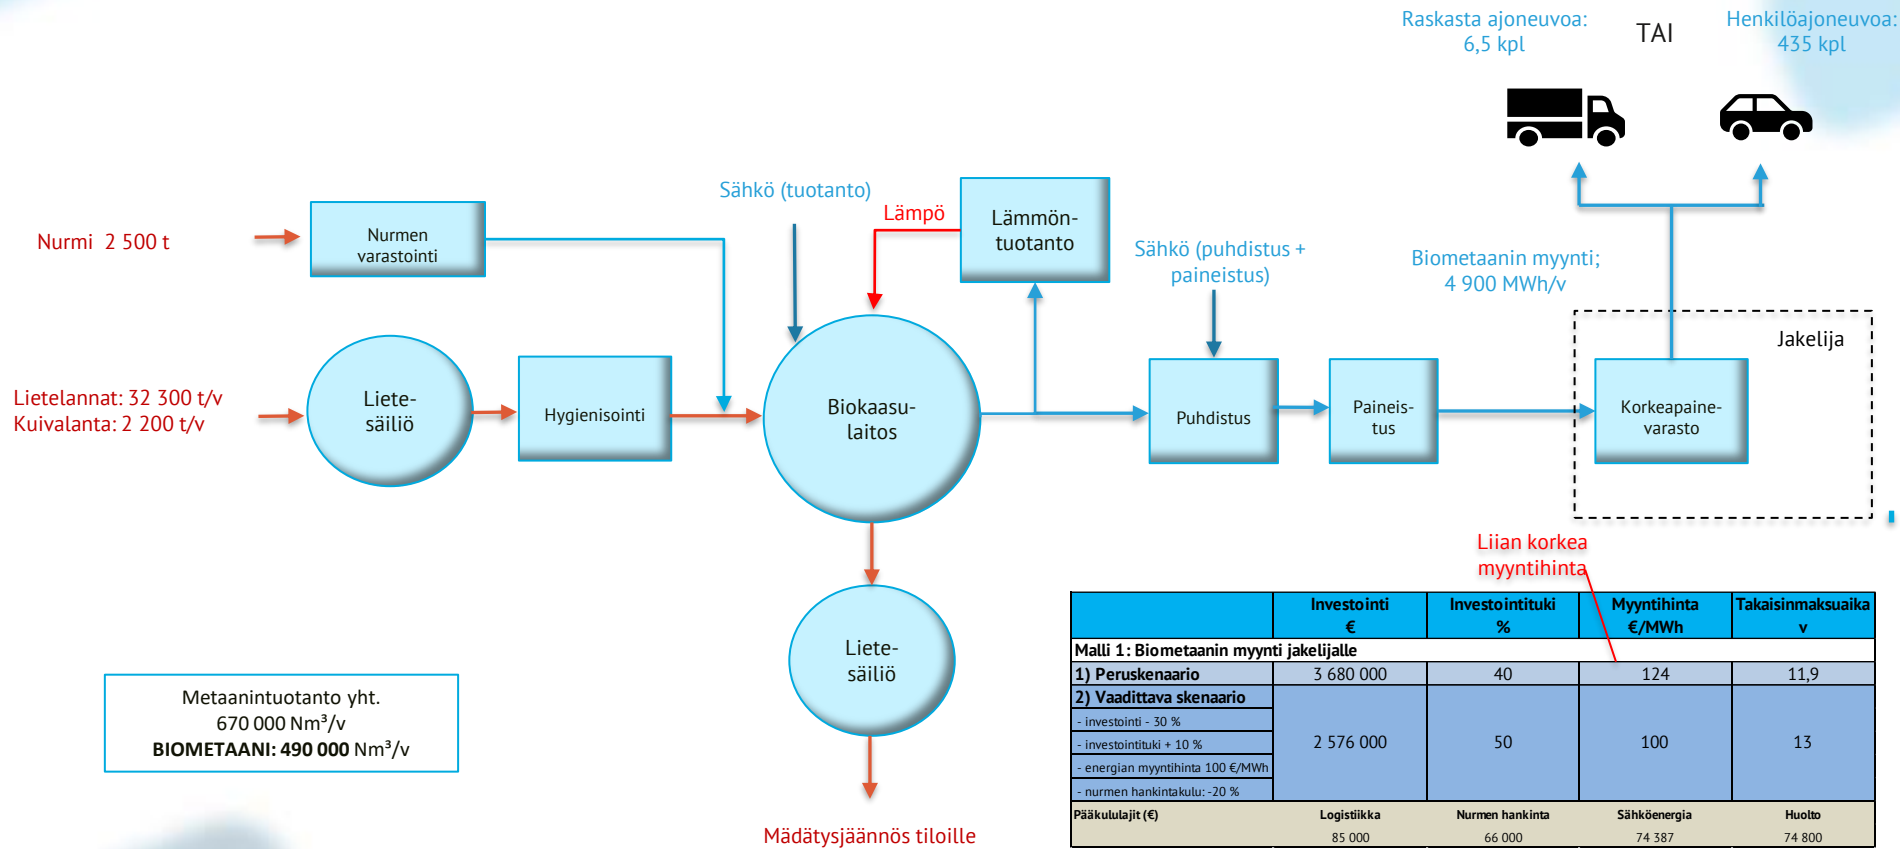 Raskasta ajoneuvoa:
6,5 kpl
TAI
Henkilöajoneuvoa:
435 kpl
Sähkö (tuotanto)
Lämpö
Lämmön-
tuotanto
Nurmi 2 500 t
Nurmen
varastointi
Sähkö (puhdistus +
paineistus)
Biometaanin myynti;
4 900 MWh/v
Jakelija
Lietelannat: 32 300 t/v
Kuivalanta: 2 200 t/v
Liete-
säiliö
Hygienisointi
Biokaasu-
laitos
Puhdistus
Paineis-
tus
Korkeapaine-
varasto
Liete-
säiliö
Mädätysjäännös tiloille
Metaanintuotanto yht.
670 000 Nm³/v
BIOMETAANI: 490 000 Nm³/v
Liian korkea
myyntihinta
Investointi Investointituki Myyntihinta Takaisinmaksuaika
€ % €/MWh v
Malli 1: Biometaanin myynti jakelijalle
1) Peruskenaario 3 680 000 40 124 11,9
2) Vaadittava skenaario
- investointi - 30 %
- investointituki + 10 % 2 576 000 50 100 13
- energian myyntihinta 100 €/MWh
- nurmen hankintakulu: -20 %
Pääkululajit (€) Logistiikka Nurmen hankinta Sähköenergia Huolto
85 000 66 000 74 387 74 800